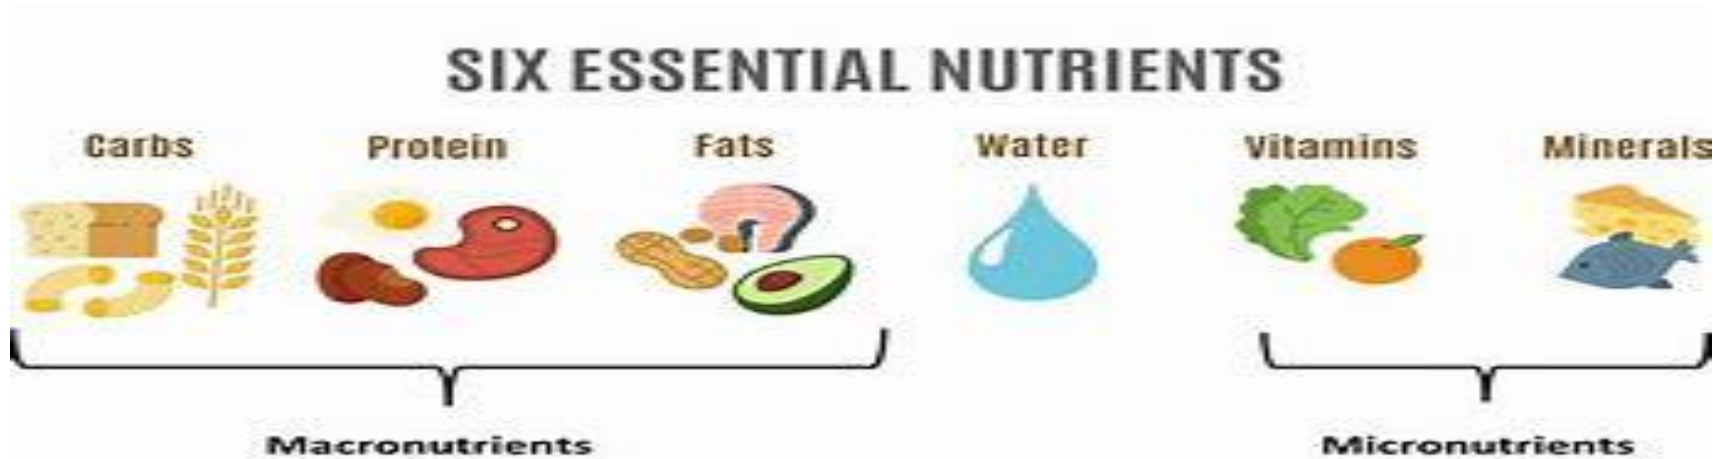 SIX ESSENTIAL NUTRIENTS
Carbs Protein Fats Water Vitamins Minerals
Macronutrients Micronutrients